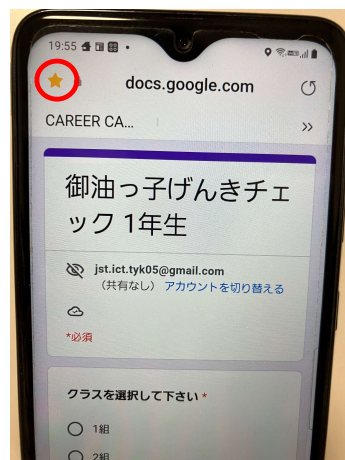 19:55
docs.google.com
CAREER CA...
御油っ子げんきチェ
ック 1年生
jst.ict.tyk05@gmail.com
（共有なし） アカウントを切り替える
*必須
クラスを選択して下さい *
1組
2組